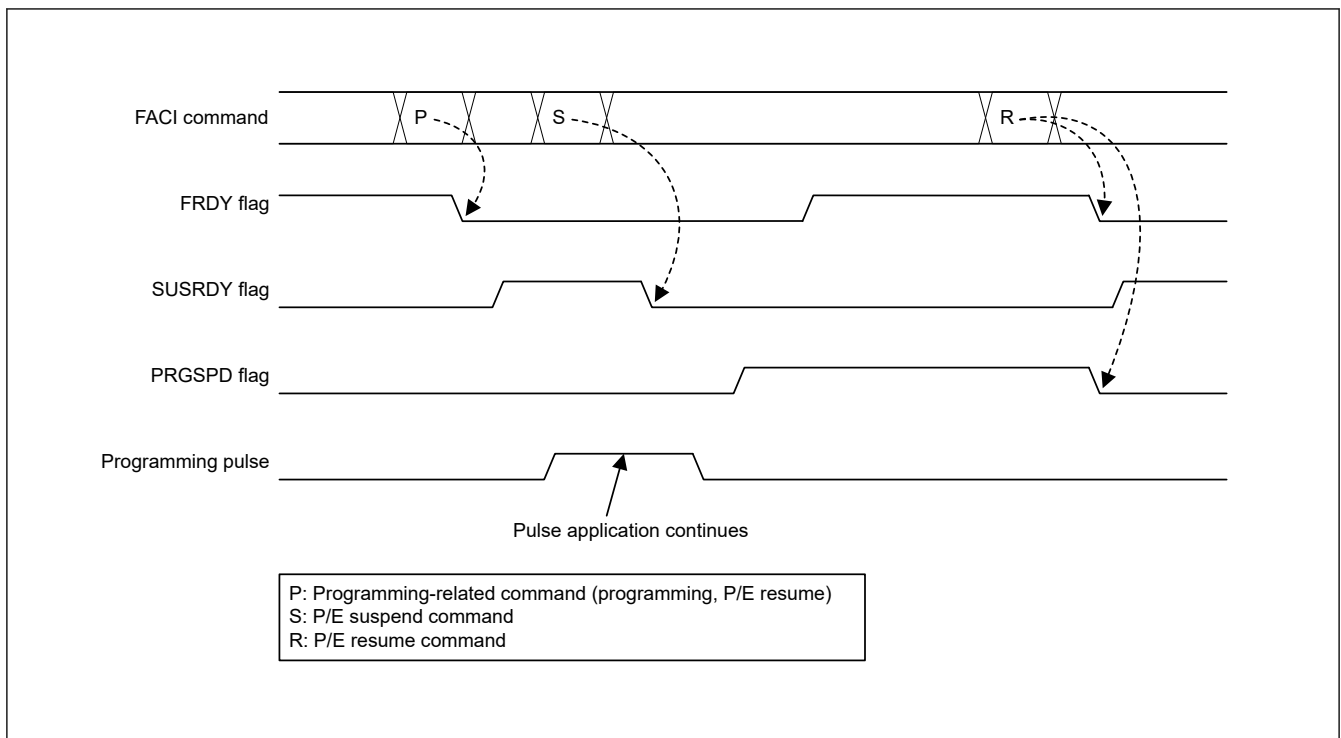 FACI command
P
S
R
FRDY flag
SUSRDY flag
PRGSPD flag
Programming pulse
Pulse application continues
P: Programming-related command (programming, P/E resume)
S: P/E suspend command
R: P/E resume command